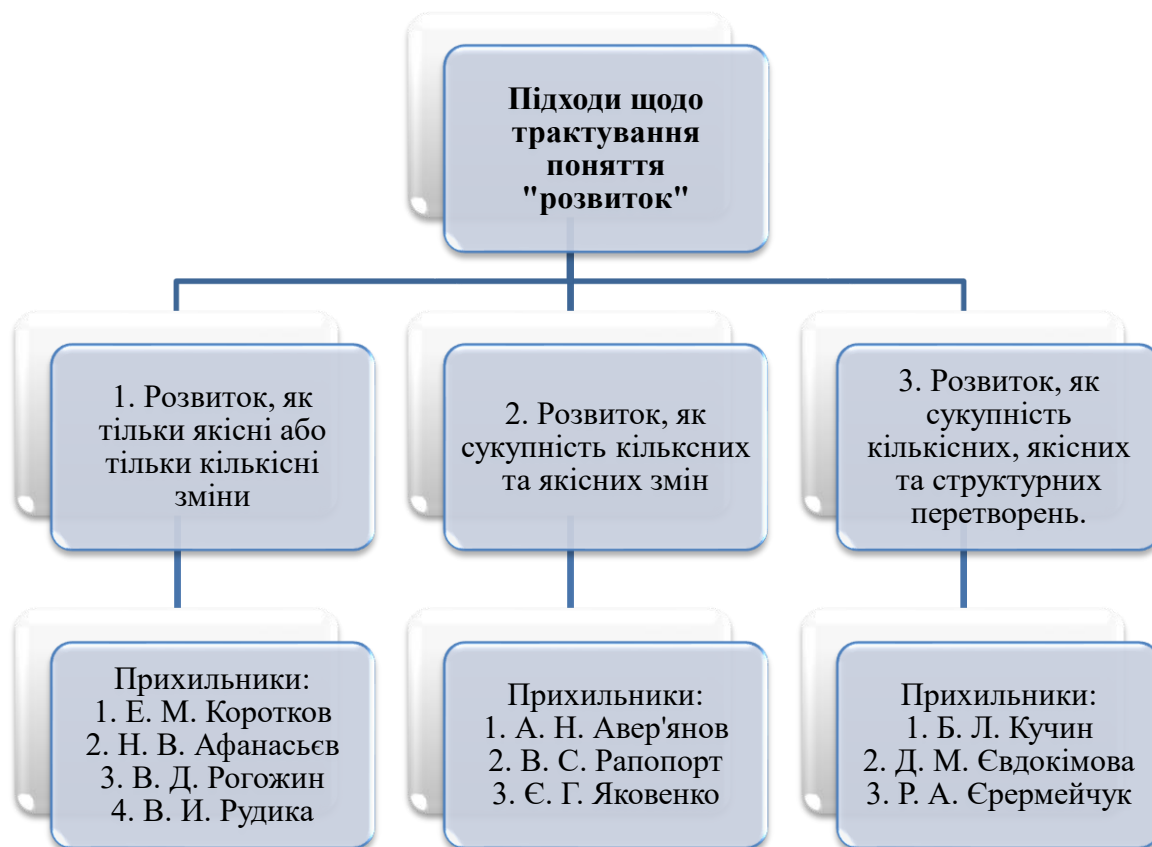 Підходи щодо
трактування
поняття
"розвиток"
1. Розвиток, як
тільки якісні або
тільки кількісні
зміни
2. Розвиток, як
сукупність кільксних
та якісних змін
3. Розвиток, як
сукупність
кількісних, якісних
та структурних
перетворень.
Прихильники:
1. Е. М. Коротков
2. Н. В. Афанасьєв
3. В. Д. Рогожин
4. В. И. Рудика
Прихильники:
1. А. Н. Авер'янов
2. В. С. Рапопорт
3. Є. Г. Яковенко
Прихильники:
1. Б. Л. Кучин
2. Д. М. Євдокімова
3. Р. А. Єрермейчук